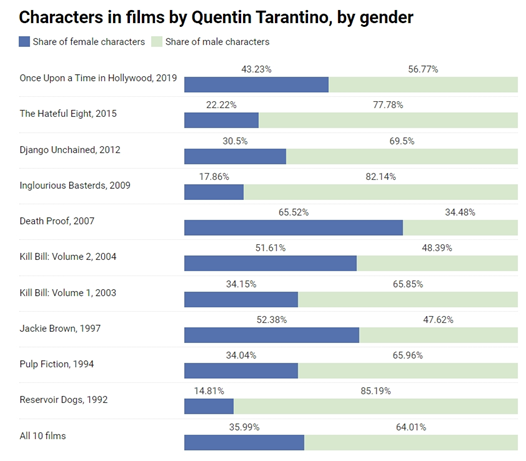 Characters in films by Quentin Tarantino, by gender
Share of female characters Share of male characters
43.23% 56.77%
Once Upon a Time in Hollywood, 2019
22.22% 77.78%
The Hateful Eight, 2015
30.5% 69.5%
Django Unchained, 2012
17.86% 82.14%
Inglourious Basterds, 2009
65.52% 34.48%
Death Proof, 2007
51.61% 48.39%
Kill Bill: Volume 2, 2004
34.15% 65.85%
Kill Bill: Volume 1, 2003
52.38% 47.62%
Jackie Brown, 1997
34.04% 65.96%
Pulp Fiction, 1994
14.81% 85.19%
Reservoir Dogs, 1992
35.99% 64.01%
All 10 films